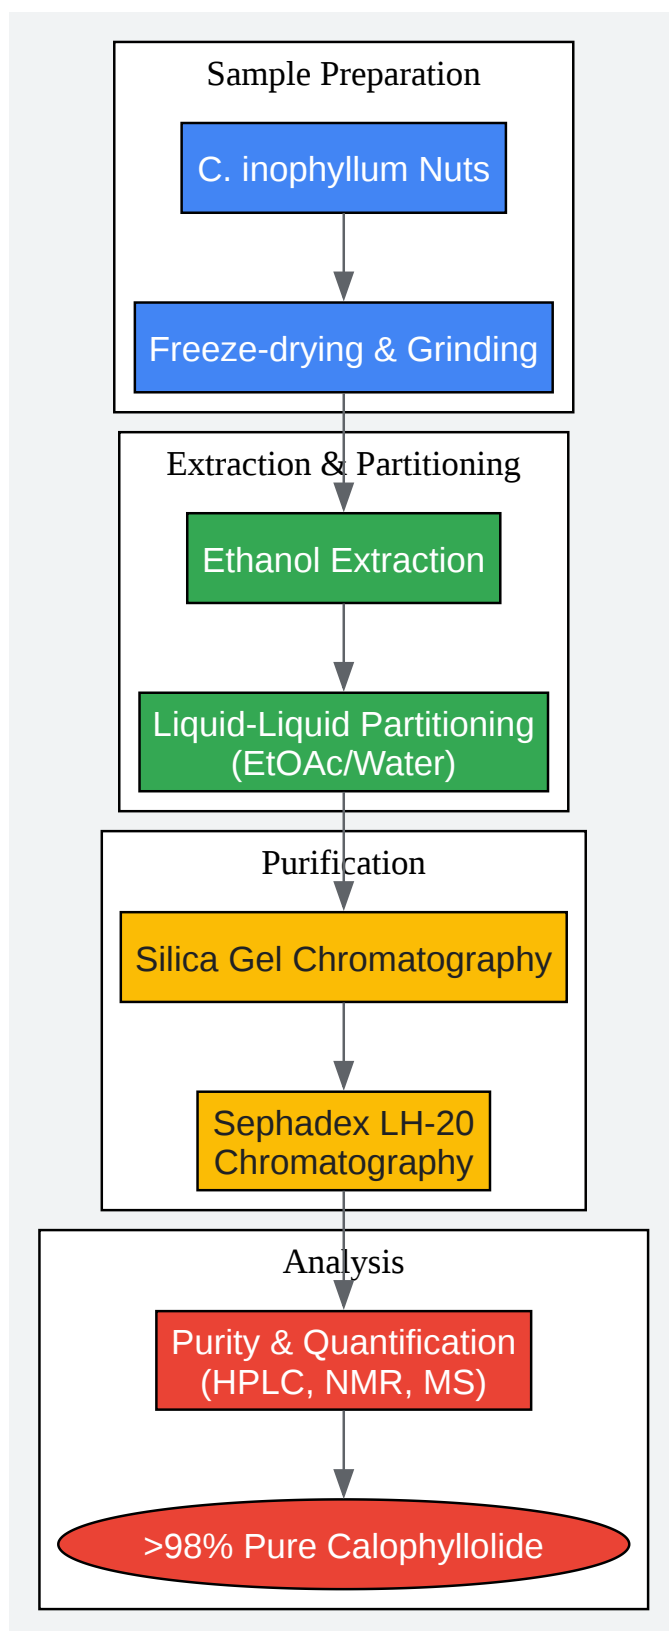 Sample Preparation
C. inophyllum Nuts
Freeze-drying & Grinding
Extraction & Partitioning
Ethanol Extraction
Liquid-Liquid Partitioning
(EtOAc/Water)
Purification
Silica Gel Chromatography
Sephadex LH-20
Chromatography
Analysis
Purity & Quantification
(HPLC, NMR, MS)
>98% Pure Calophyllolide